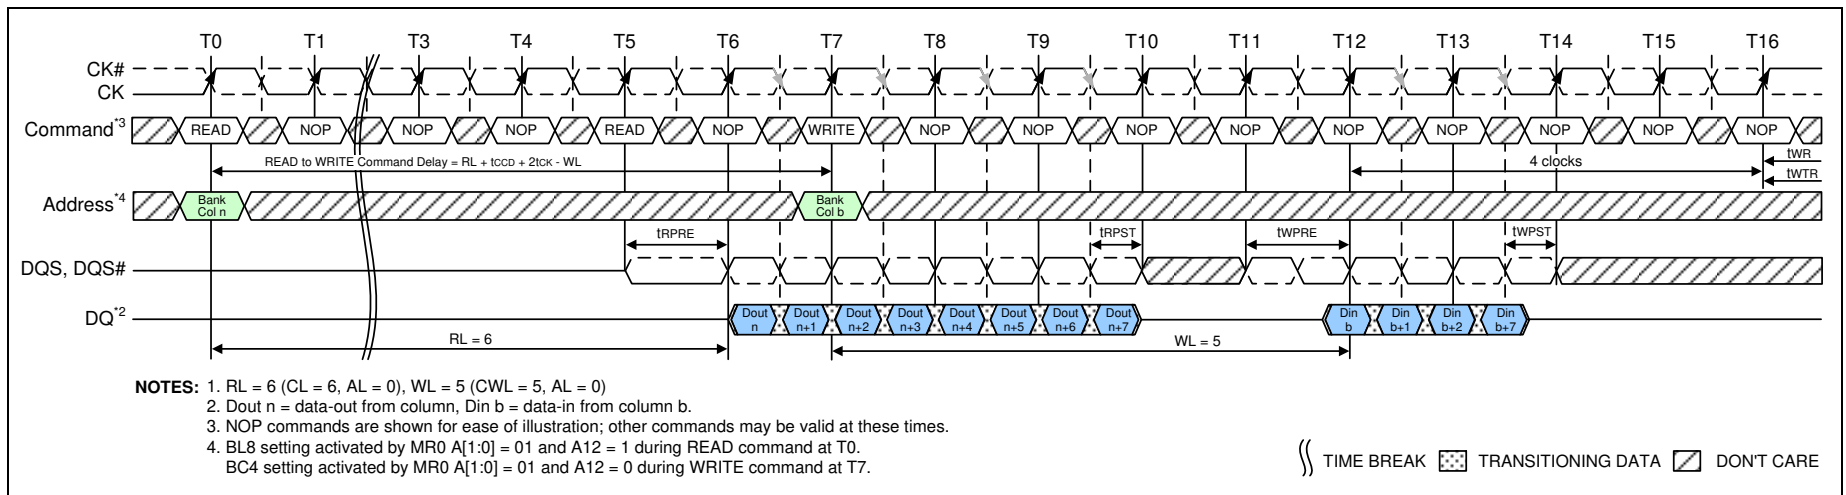 T0 T1 T3 T4 T5 T6 T7 T8 T9 T10 T11 T12 T13 T14 T15 T16
CK#
CK
Command*3 READ NOP NOP NOP READ NOP WRITE NOP NOP NOP NOP NOP NOP NOP NOP NOP
READ to WRITE Command Delay = RL + tCCD + 2tCK - WL
4 clocks
tWR
tWTR
Address*4
Bank
Col n
Bank
Col b
tRPRE tRPST tWPRE tWPST
DQS, DQS#
DQ*2
Dout
n
Dout
n+1
Dout
n+2
Dout
n+3
Dout
n+4
Dout
n+5
Dout
n+6
Dout
n+7
Din
b
Din
b+1
Din
b+2
Din
b+7
RL = 6
WL = 5
NOTES: 1. RL = 6 (CL = 6, AL = 0), WL = 5 (CWL = 5, AL = 0)
2. Dout n = data-out from column, Din b = data-in from column b.
3. NOP commands are shown for ease of illustration; other commands may be valid at these times.
4. BL8 setting activated by MR0 A[1:0] = 01 and A12 = 1 during READ command at T0.
BC4 setting activated by MR0 A[1:0] = 01 and A12 = 0 during WRITE command at T7.
TIME BREAK TRANSITIONING DATA DON'T CARE